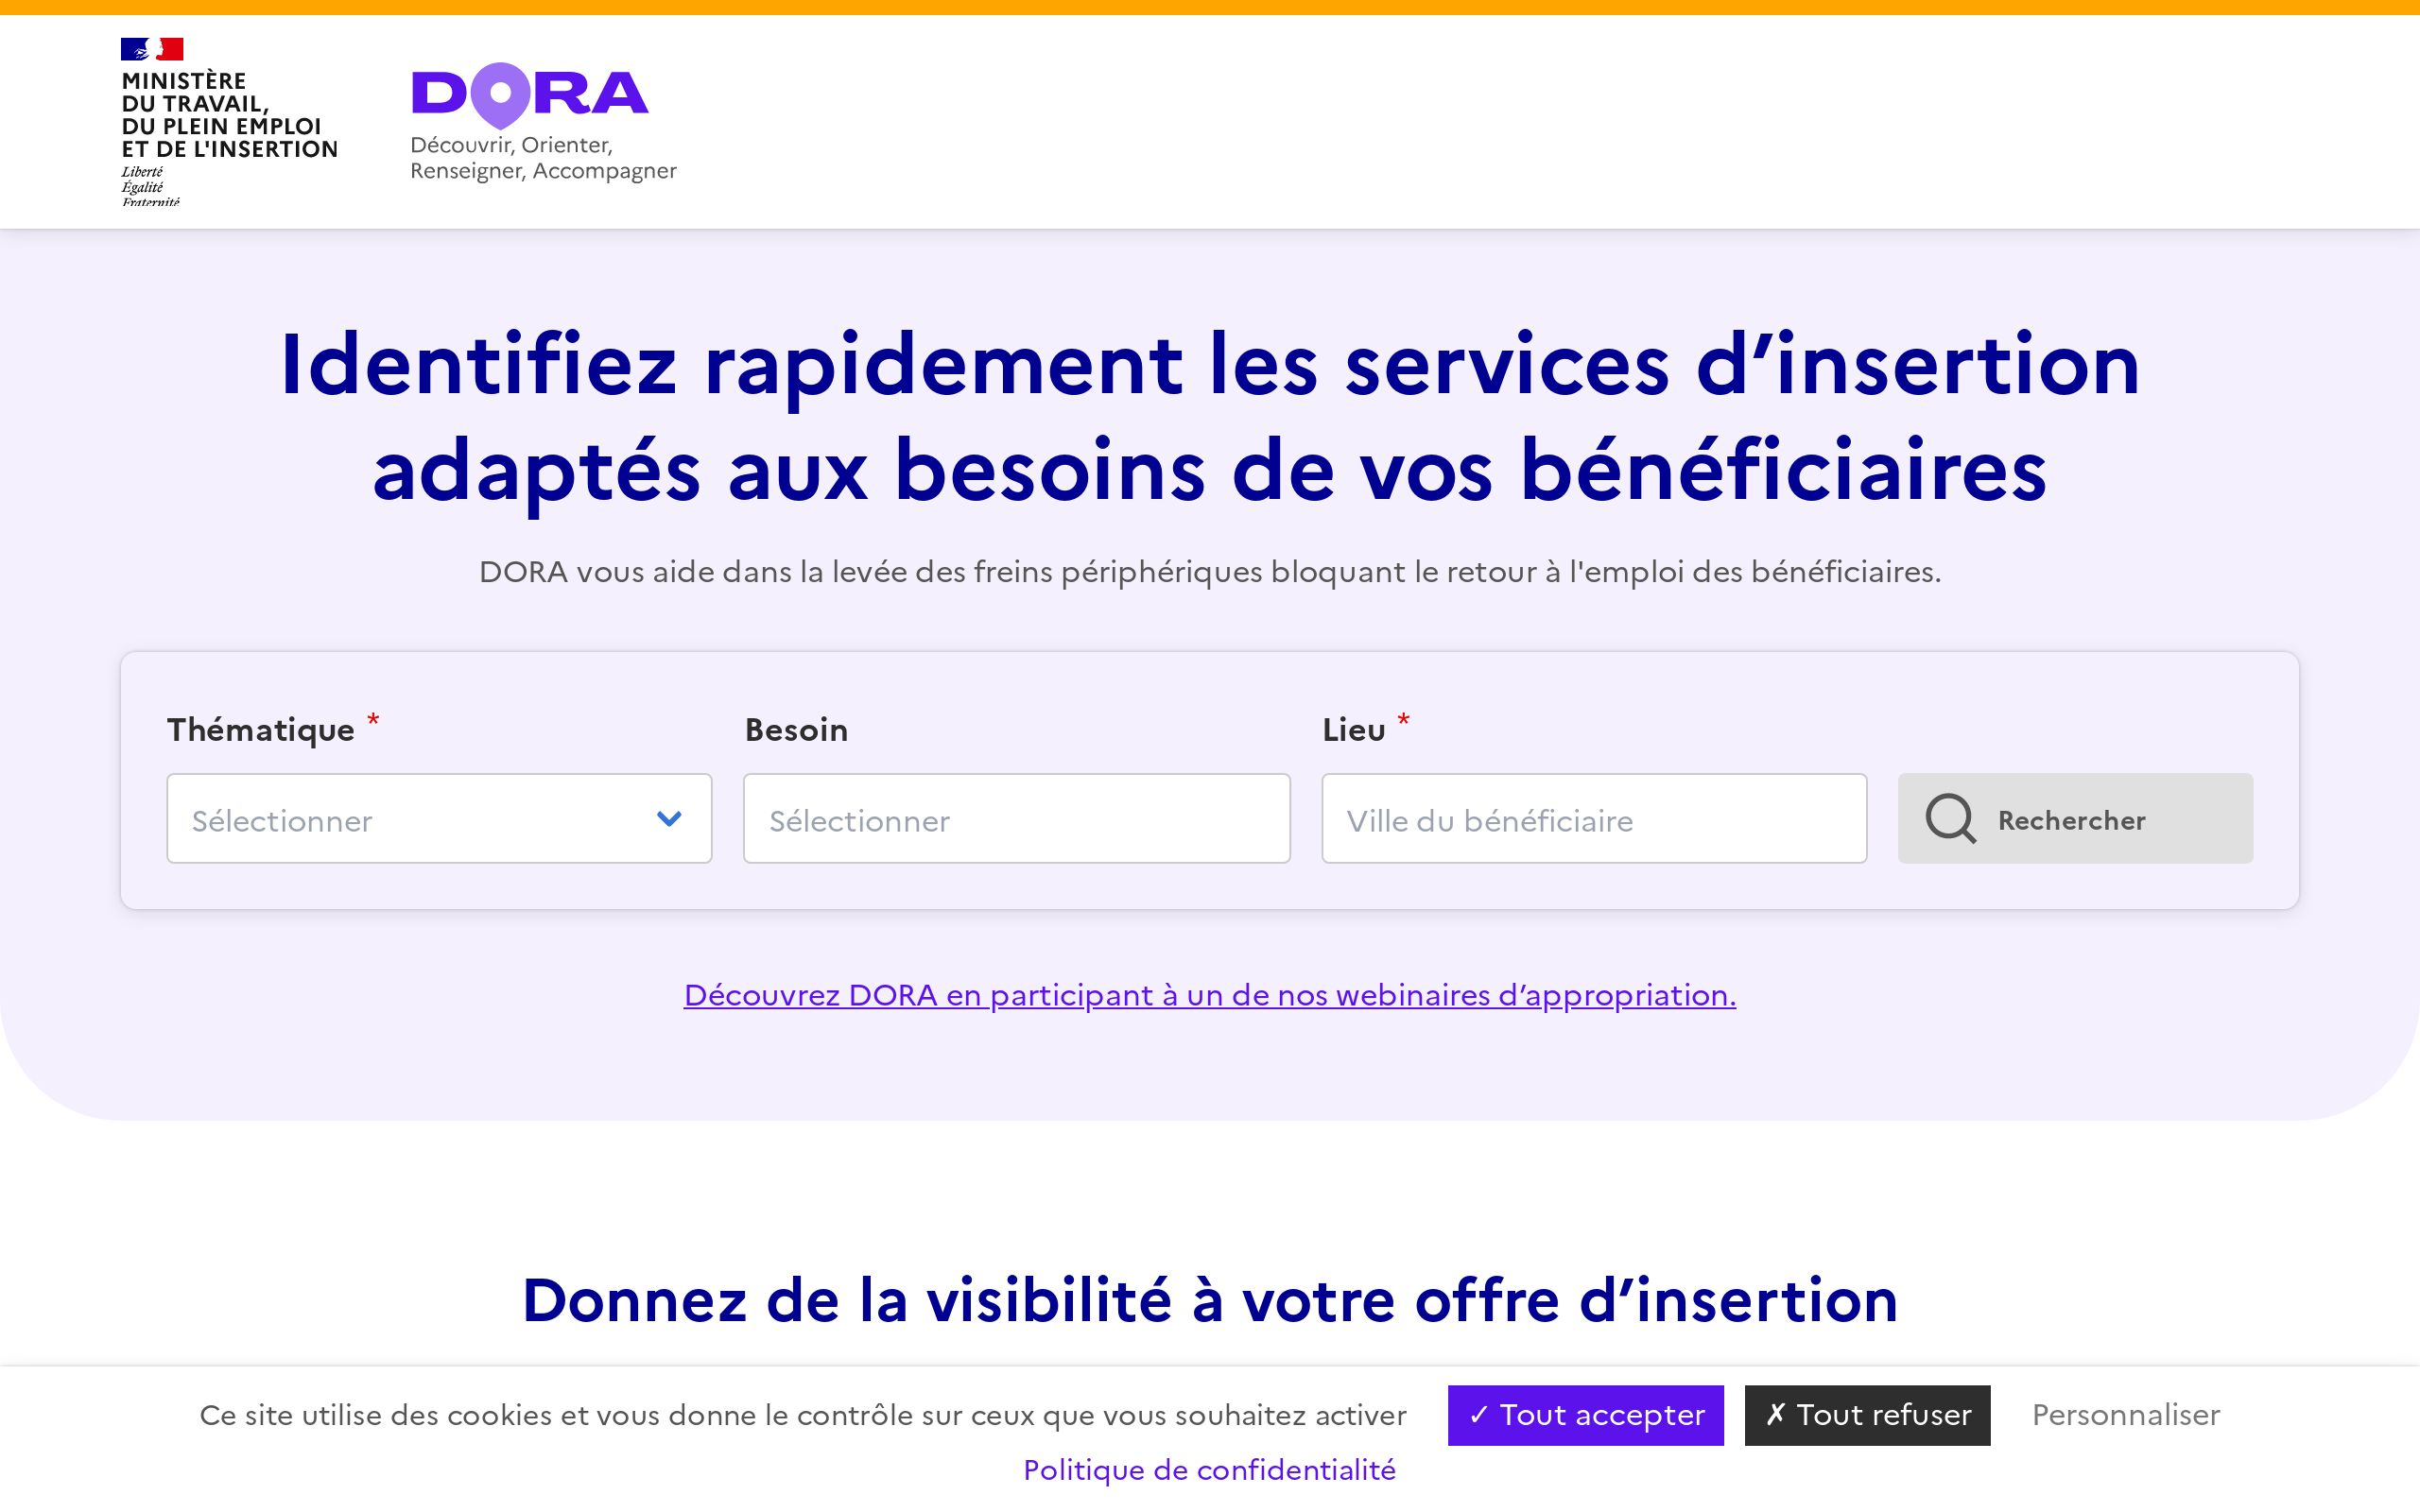 MINISTÈRE
DU TRAVAIL,
DU PLEIN EMPLOI
ET DE L'INSERTION
Liberté
Égalité
Fraternité
DORA
Découvrir, Orienter,
Renseigner, Accompagner
Identifiez rapidement les services d’insertion
adaptés aux besoins de vos bénéficiaires
DORA vous aide dans la levée des freins périphériques bloquant le retour à l'emploi des bénéficiaires.
Thématique *
Sélectionner
Besoin
Sélectionner
Lieu *
Ville du bénéficiaire
Rechercher
Découvrez DORA en participant à un de nos webinaires d’appropriation.
Donnez de la visibilité à votre offre d’insertion
Ce site utilise des cookies et vous donne le contrôle sur ceux que vous souhaitez activer
✓ Tout accepter
✗ Tout refuser
Personnaliser
Politique de confidentialité